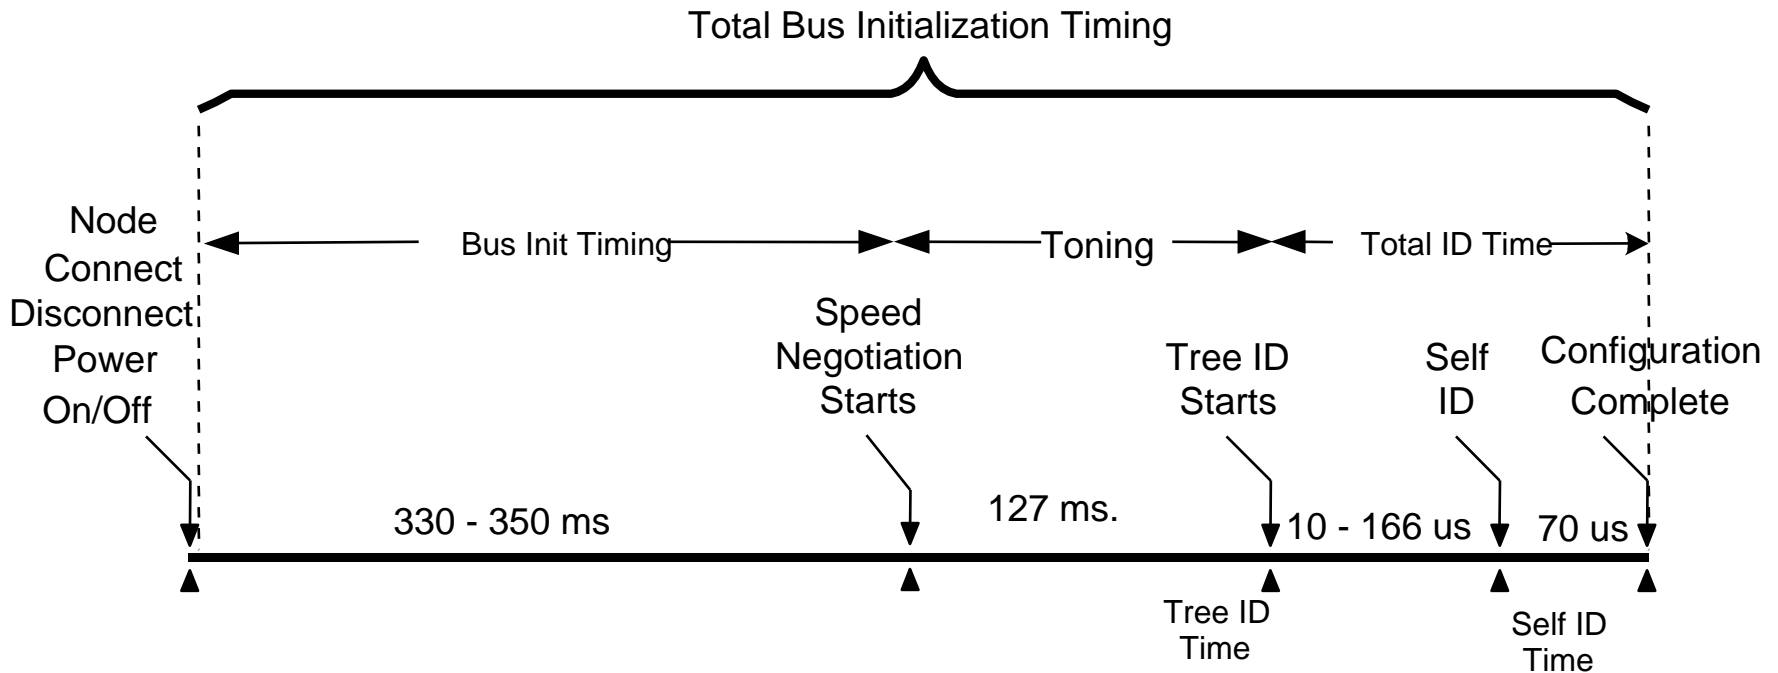 Total Bus Initialization Timing
Node
Connect
Disconnect
Power
On/Off
Bus Init Timing
Toning
Total ID Time
Speed
Negotiation
Starts
Tree ID
Starts
Self
ID
Configuration
Complete
330 - 350 ms
127 ms.
10 - 166 us
70 us
Tree ID
Time
Self ID
Time